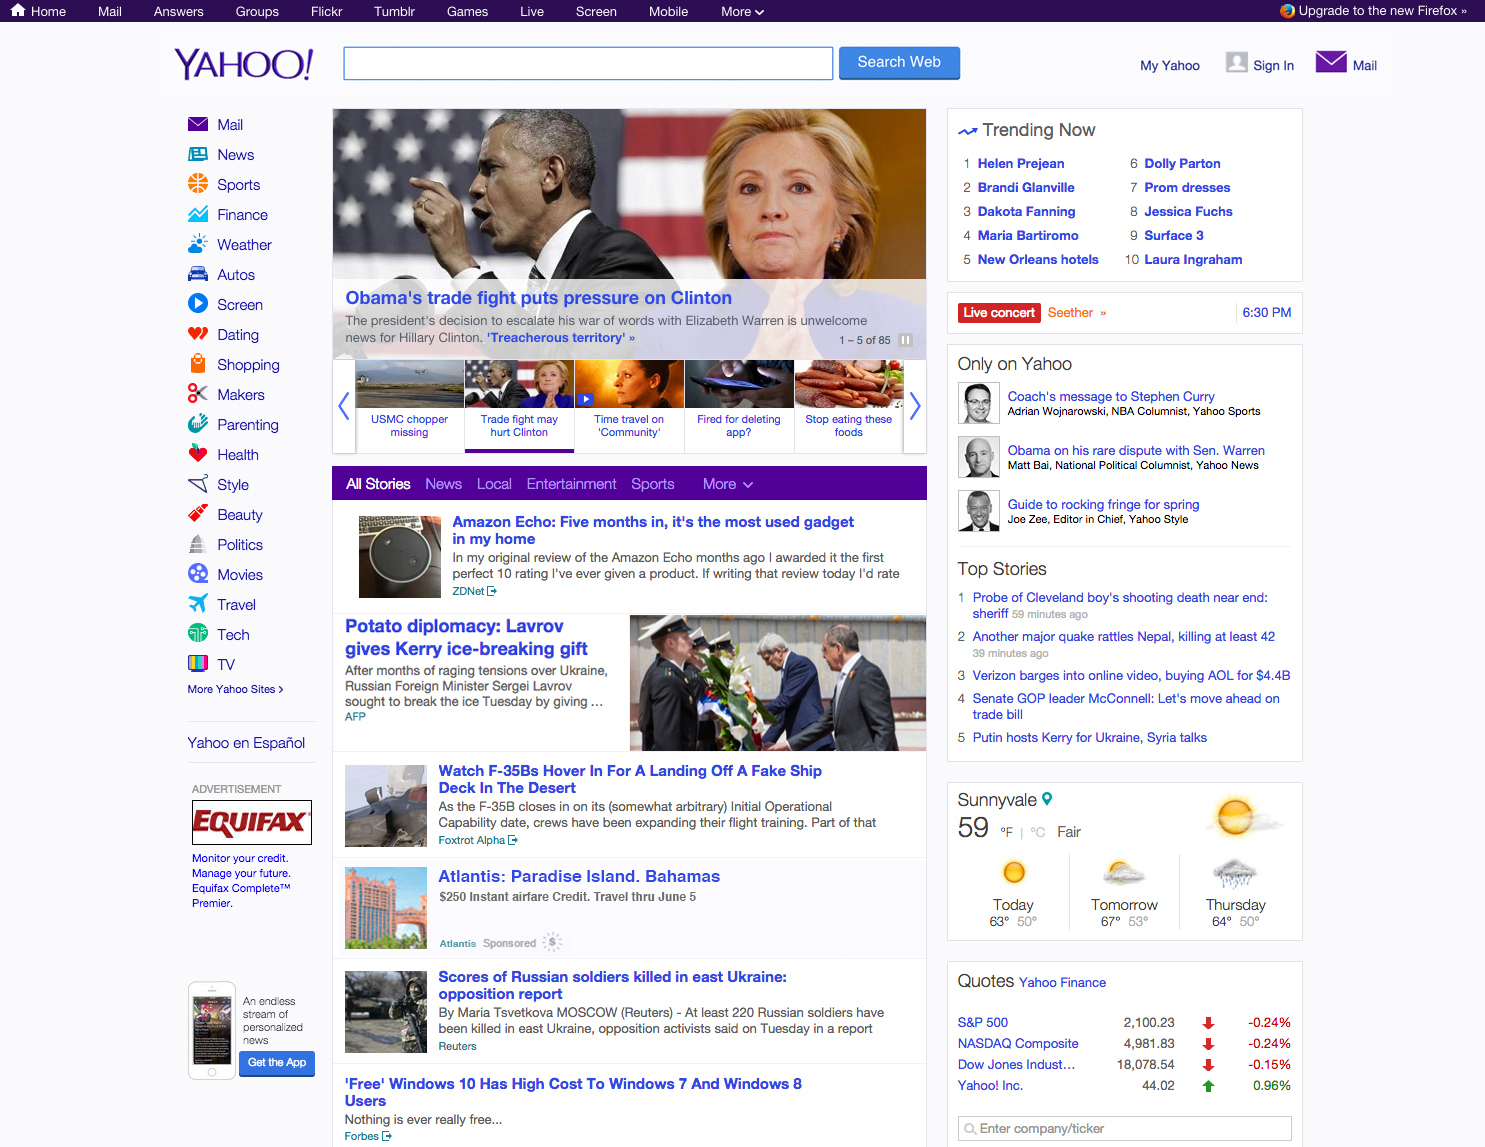 Home Mail Answers Groups Flickr Tumblr Games Live Screen Mobile More Upgrade to the new Firefox »
YAHOO! Search Web My Yahoo Sign In Mail
Mail
News
Sports
Finance
Weather
Autos
Screen
Dating
Shopping
Makers
Parenting
Health
Style
Beauty
Politics
Movies
Travel
Tech
TV
More Yahoo Sites ›
Yahoo en Español
ADVERTISEMENT
EQUIFAX
Monitor your credit.
Manage your future.
Equifax Complete™
Premier.
An endless
stream of
personalized
news
Get the App
Obama's trade fight puts pressure on Clinton
The president's decision to escalate his war of words with Elizabeth Warren is unwelcome
news for Hillary Clinton. 'Treacherous territory' »
1 – 5 of 85
USMC chopper
missing
Trade fight may
hurt Clinton
Time travel on
'Community'
Fired for deleting
app?
Stop eating these
foods
All Stories News Local Entertainment Sports More
Amazon Echo: Five months in, it's the most used gadget
in my home
In my original review of the Amazon Echo months ago I awarded it the first
perfect 10 rating I've ever given a product. If writing that review today I'd rate
ZDNet
Potato diplomacy: Lavrov
gives Kerry ice-breaking gift
After months of raging tensions over Ukraine,
Russian Foreign Minister Sergei Lavrov
sought to break the ice Tuesday by giving ...
AFP
Watch F-35Bs Hover In For A Landing Off A Fake Ship
Deck In The Desert
As the F-35B closes in on its (somewhat arbitrary) Initial Operational
Capability date, crews have been expanding their flight training. Part of that
Foxtrot Alpha
Atlantis: Paradise Island. Bahamas
$250 Instant airfare Credit. Travel thru June 5
Atlantis Sponsored $
Scores of Russian soldiers killed in east Ukraine:
opposition report
By Maria Tsvetkova MOSCOW (Reuters) - At least 220 Russian soldiers have
been killed in east Ukraine, opposition activists said on Tuesday in a report
Reuters
'Free' Windows 10 Has High Cost To Windows 7 And Windows 8
Users
Nothing is ever really free...
Forbes
Trending Now
1 Helen Prejean
2 Brandi Glanville
3 Dakota Fanning
4 Maria Bartiromo
5 New Orleans hotels
6 Dolly Parton
7 Prom dresses
8 Jessica Fuchs
9 Surface 3
10 Laura Ingraham
Live concert Seether » 6:30 PM
Only on Yahoo
Coach's message to Stephen Curry
Adrian Wojnarowski, NBA Columnist, Yahoo Sports
Obama on his rare dispute with Sen. Warren
Matt Bai, National Political Columnist, Yahoo News
Guide to rocking fringe for spring
Joe Zee, Editor in Chief, Yahoo Style
Top Stories
1 Probe of Cleveland boy's shooting death near end:
sheriff 59 minutes ago
2 Another major quake rattles Nepal, killing at least 42
39 minutes ago
3 Verizon barges into online video, buying AOL for $4.4B
4 Senate GOP leader McConnell: Let's move ahead on
trade bill
5 Putin hosts Kerry for Ukraine, Syria talks
Sunnyvale
59 °F | °C Fair
Today
63° 50°
Tomorrow
67° 53°
Thursday
64° 50°
Quotes Yahoo Finance
S&P 500 2,100.23 -0.24%
NASDAQ Composite 4,981.83 -0.24%
Dow Jones Indust... 18,078.54 -0.15%
Yahoo! Inc. 44.02 0.96%
Enter company/ticker